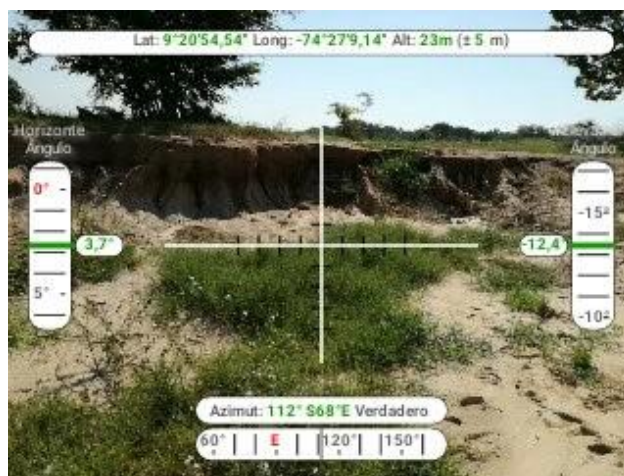 Lat: 9°20'54,54" Long: -74°27'9,14" Alt: 23m (± 5 m)
Horizonte
Ángulo
Ángulo
0°
-15º
3,7°
-12,4
5°
-10º
Azimut: 112° S68°E Verdadero
60° E 120° 150°